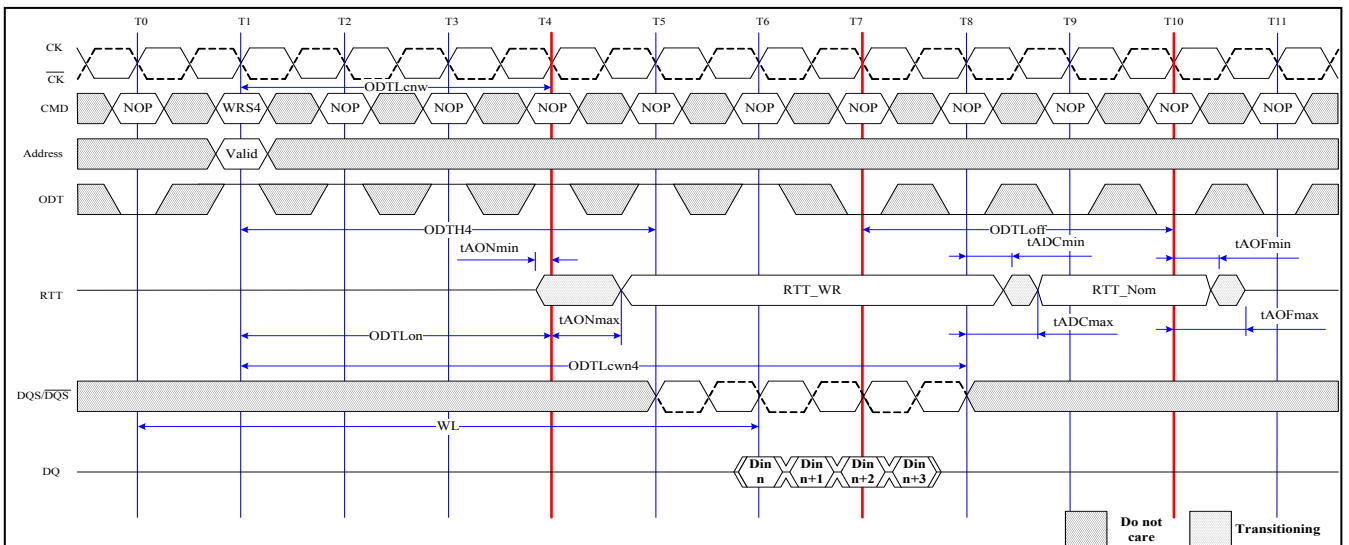 T0 T1 T2 T3 T4 T5 T6 T7 T8 T9 T10 T11
CK
CK
ODTLcnw
CMD NOP WRS4 NOP NOP NOP NOP NOP NOP NOP NOP NOP NOP
Address Valid
ODT
ODTH4 ODTLoff
tAONmin tADCmin tAOFmin
RTT RTT_WR RTT_Nom
tAONmax tADCmax tAOFmax
ODTLon
ODTLcwn4
DQS/DQS
WL
DQ Din n Din n+1 Din n+2 Din n+3
Do not care Transitioning